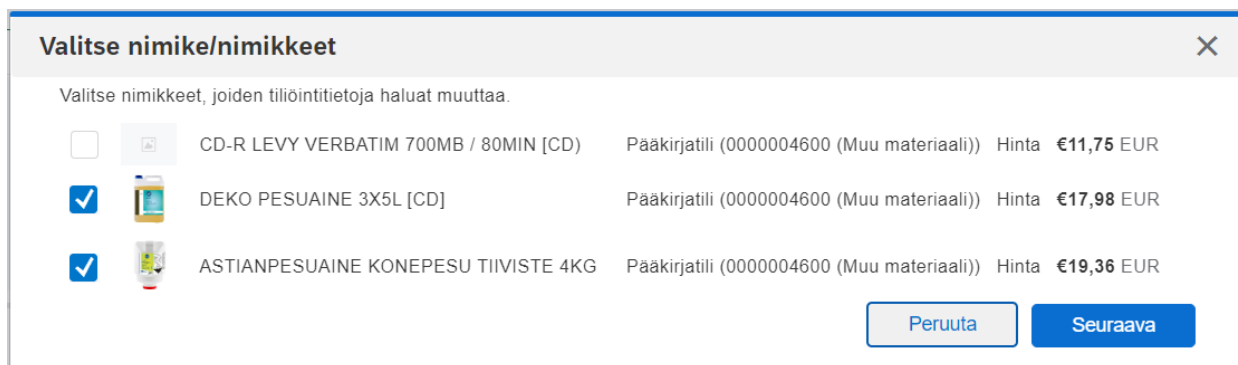 Valitse nimike/nimikkeet
Valitse nimikkeet, joiden tiliöintitietoja haluat muuttaa.
CD-R LEVY VERBATIM 700MB / 80MIN [CD) Pääkirjatili (0000004600 (Muu materiaali)) Hinta €11,75 EUR
DEKO PESUAINE 3X5L [CD] Pääkirjatili (0000004600 (Muu materiaali)) Hinta €17,98 EUR
ASTIANPESUAINE KONEPESU TIIVISTE 4KG Pääkirjatili (0000004600 (Muu materiaali)) Hinta €19,36 EUR
Peruuta Seuraava